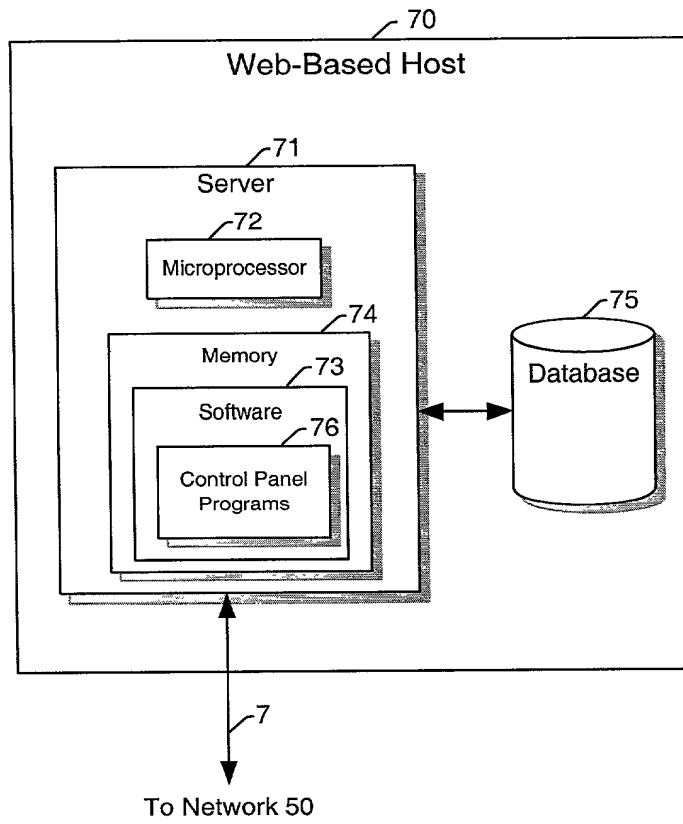 70
Web-Based Host
71
Server
72
Microprocessor
74
Memory
73
Software
76
Control Panel
Programs
75
Database
7
To Network 50